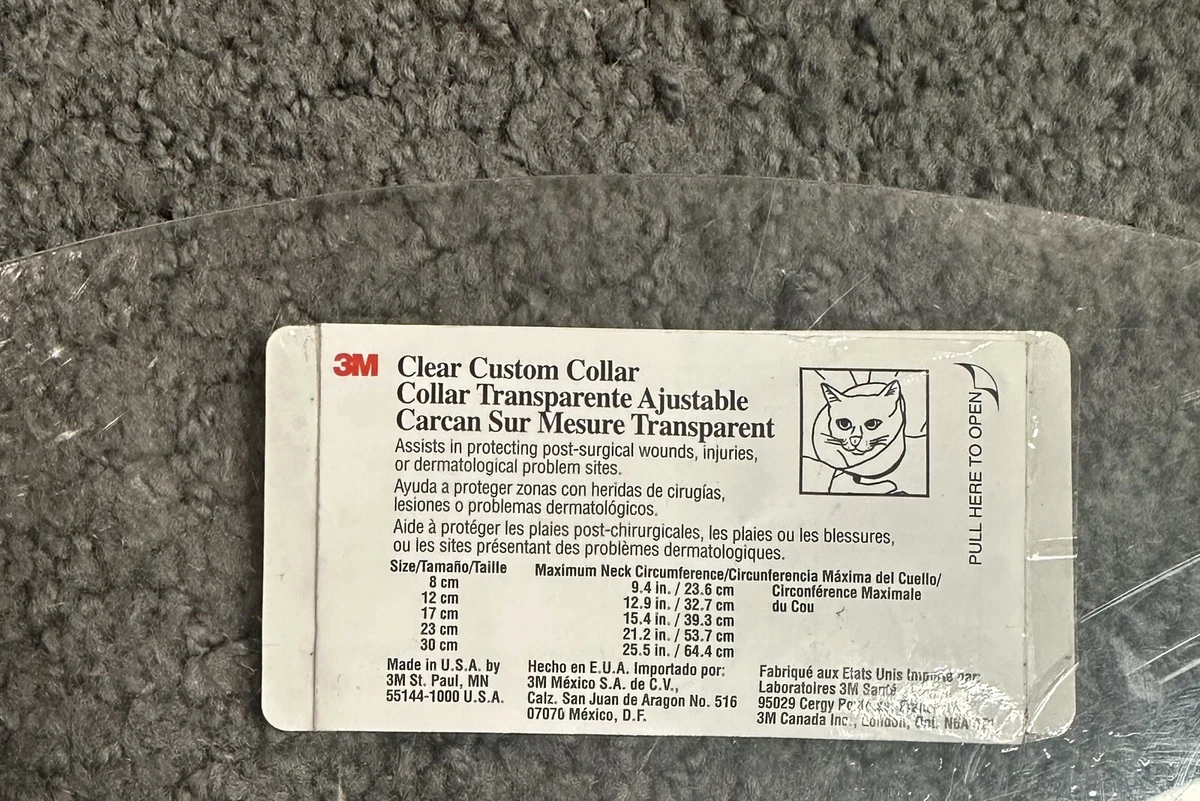 3M
Clear Custom Collar
Collar Transparente Ajustable
Carcan Sur Mesure Transparent
Assists in protecting post-surgical wounds, injuries,
or dermatological problem sites.
Ayuda a proteger zonas con heridas de cirugías,
lesiones o problemas dermatológicos.
Aide à protéger les plaies post-chirurgicales, les plaies ou les blessures,
ou les sites présentant des problèmes dermatologiques.
PULL HERE TO OPEN
Size/Tamaño/Taille Maximum Neck Circumference/Circunferencia Máxima del Cuello/
Circonférence Maximale
du Cou
8 cm 9.4 in. / 23.6 cm
12 cm 12.9 in. / 32.7 cm
17 cm 15.4 in. / 39.3 cm
23 cm 21.2 in. / 53.7 cm
30 cm 25.5 in. / 64.4 cm
Made in U.S.A. by
3M St. Paul, MN
55144-1000 U.S.A.
Hecho en E.U.A. Importado por:
3M México S.A. de C.V.,
Calz. San Juan de Aragon No. 516
07070 México, D.F.
Fabriqué aux Etats Unis Imprimé par:
Laboratoires 3M Santé
95029 Cergy
3M Canada Inc., London, Ont. N6A